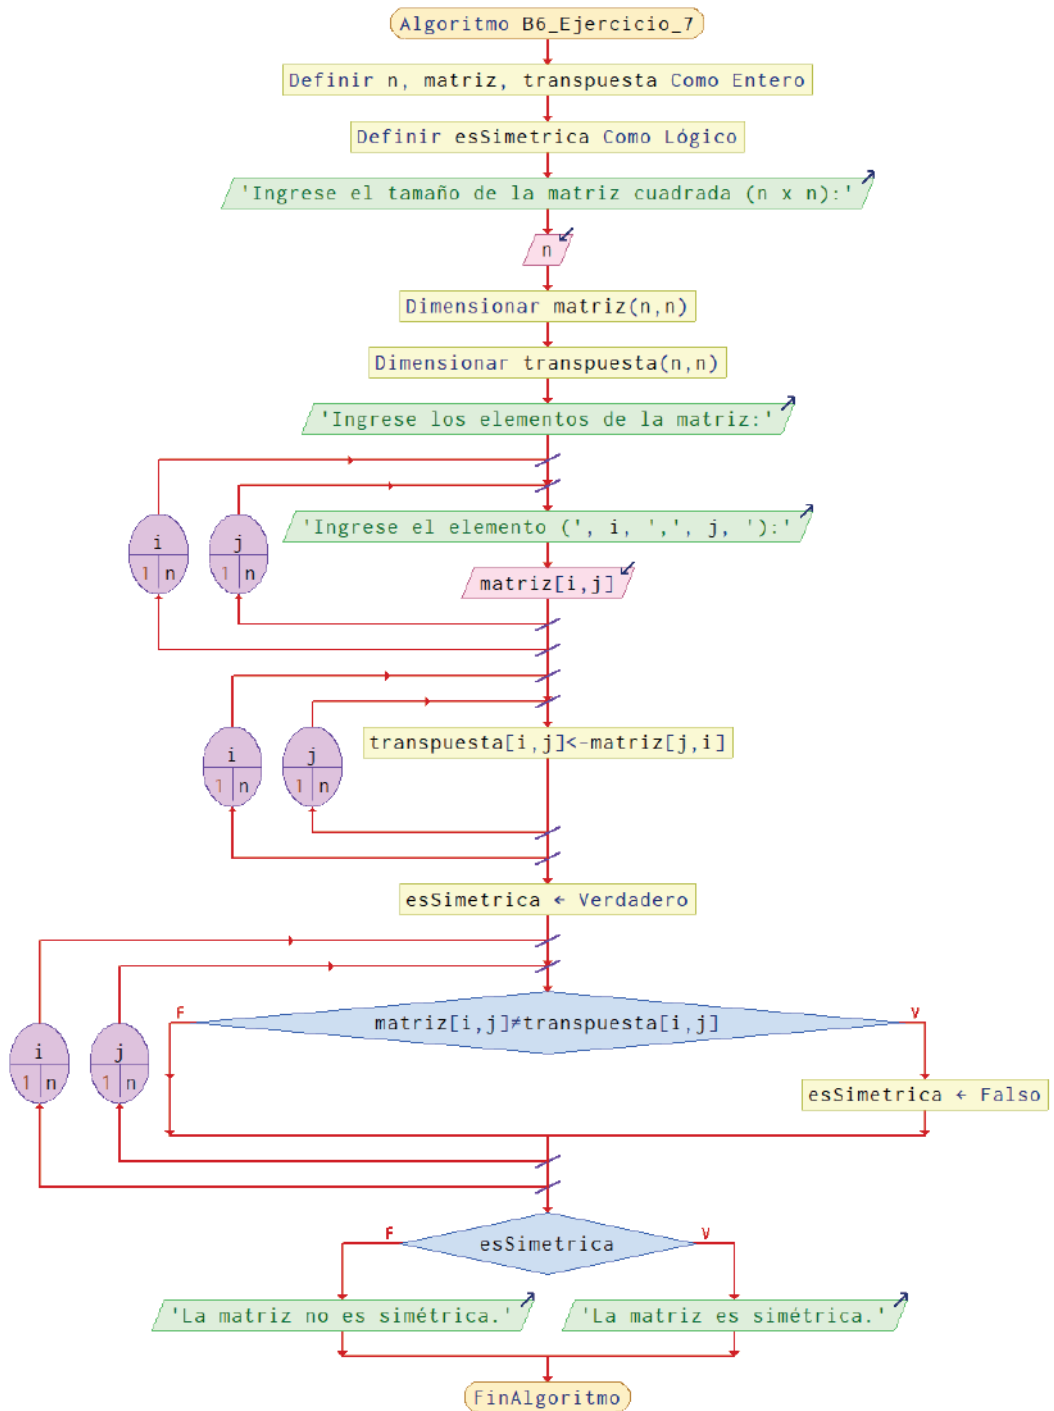 Algoritmo B6_Ejercicio_7
Definir n, matriz, transpuesta Como Entero
Definir esSimetrica Como Lógico
'Ingrese el tamaño de la matriz cuadrada (n x n):'
n
Dimensionar matriz(n,n)
Dimensionar transpuesta(n,n)
'Ingrese los elementos de la matriz:'
i
1 n
j
1 n
'Ingrese el elemento (', i, ',', j, '):'
matriz[i,j]
i
1 n
j
1 n
transpuesta[i,j]<-matriz[j,i]
esSimetrica ← Verdadero
i
1 n
j
1 n
F
matriz[i,j]≠transpuesta[i,j]
V
esSimetrica ← Falso
F
esSimetrica
V
'La matriz no es simétrica.'
'La matriz es simétrica.'
FinAlgoritmo